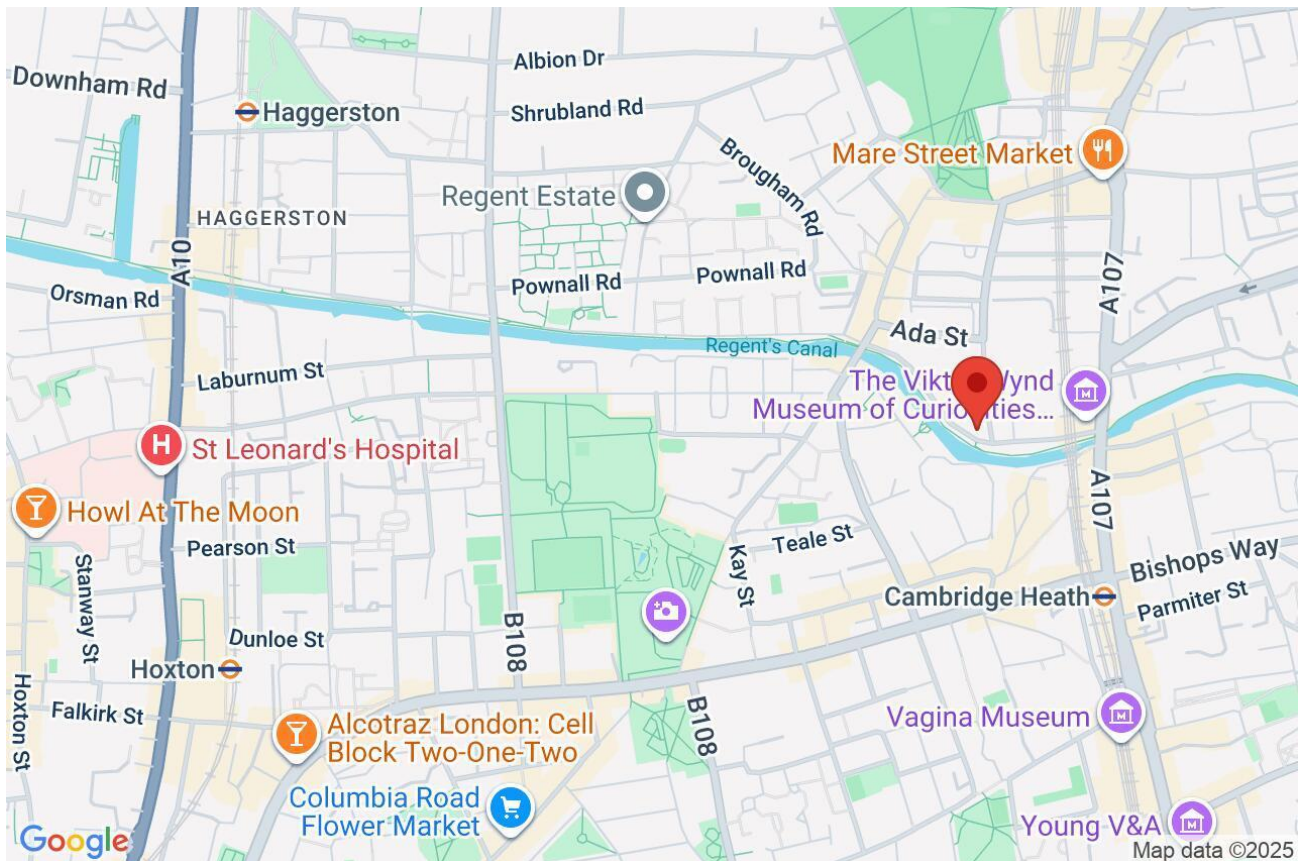 Albion Dr
Downham Rd
Shrubland Rd
Haggerston
Mare Street Market
Brougham
Rd
Regent Estate
HAGGERSTON
A10
Pownall Rd
Pownall Rd
A107
Orsman Rd
Ada St
Regent's Canal
Laburnum St
The Vikt Wynd
Museum of Curio ities...
H
St Leonard's Hospital
A107
Howl At The Moon
Teale St
Pearson St
Kay St
Bishops Way
Stanway St
Cambridge Heath
Parmiter St
B108
Dunloe St
Hoxton
Hoxton St
Falkirk St
B108
Vagina Museum
Alcotraz London: Cell
Block Two-One-Two
Columbia Road
Flower Market
Young V&A
Google
Map data ©2025